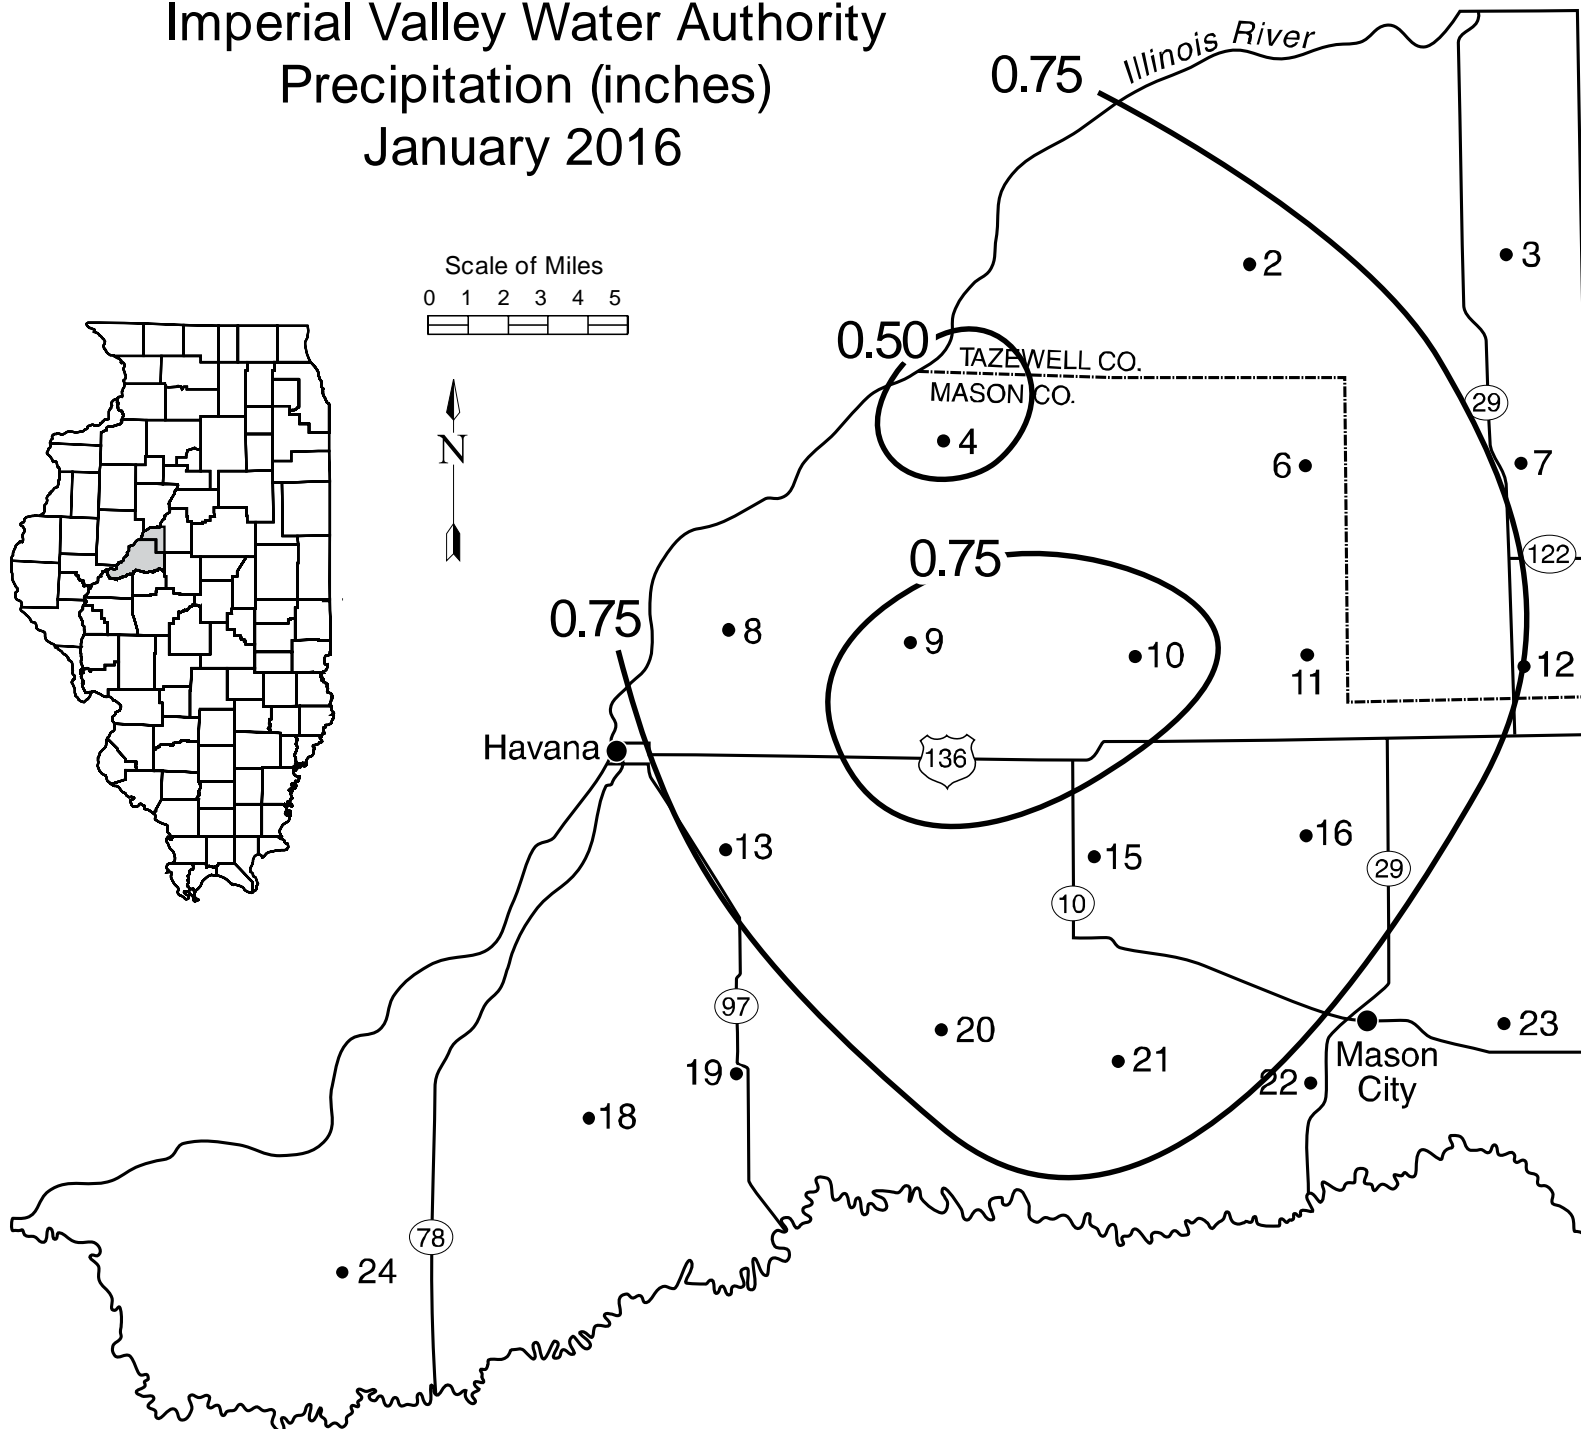 Imperial Valley Water Authority
Precipitation (inches)
January 2016
Illinois River
0.75
Scale of Miles
0 1 2 3 4 5
2
3
0.50
TAZEWELL CO.
MASON CO.
29
N
4
6
7
0.75
122
0.75
8
9
10
11
12
Havana
136
13
15
16
29
10
97
20
21
23
Mason
City
19
22
18
78
24